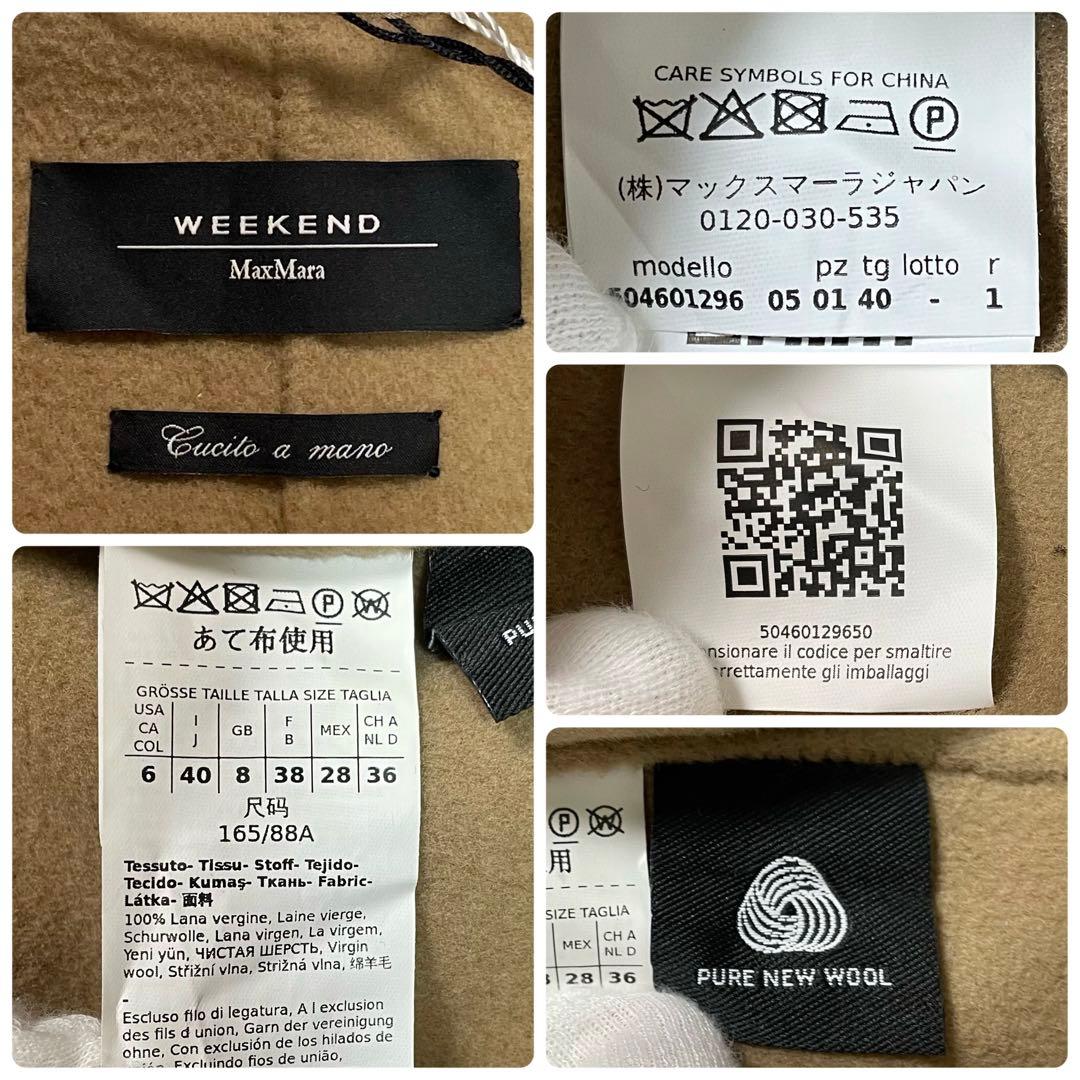 WEEKEND
MaxMara
Cucito a mano
CARE SYMBOLS FOR CHINA
P
(株)マックスマーラジャパン
0120-030-535
modello pz tg lotto r
504601296 05 01 40 - 1
50460129650
il codice per smaltire
gli imballaggi
P W
あて布使用
GRÖSSE TAILLE TALLA SIZE TAGLIA
USA CA COL I J GB F B MEX CH A NL D
6 40 8 38 28 36
尺码
165/88A
Tessuto- Tissu- Stoff- Tejido-
Tecido- Kumaş- Ткань- Fabric-
Látka- 面料
100% Lana vergine, Laine vierge,
Schurwolle, Lana virgen, La virgem,
Yeni yün, ЧИСТАЯ ШЕРСТЬ, Virgin
wool, Střižní vlna, Strižná vlna, 绵羊毛
-
Escluso filo di legatura, A l exclusion
des fils d union, Garn der vereinigung
ohne, Con exclusión de los hilados de
Excluindo fios de união,
PU
P W
用
SIZE TAGLIA
MEX CH A NL D
28 36
PURE NEW WOOL